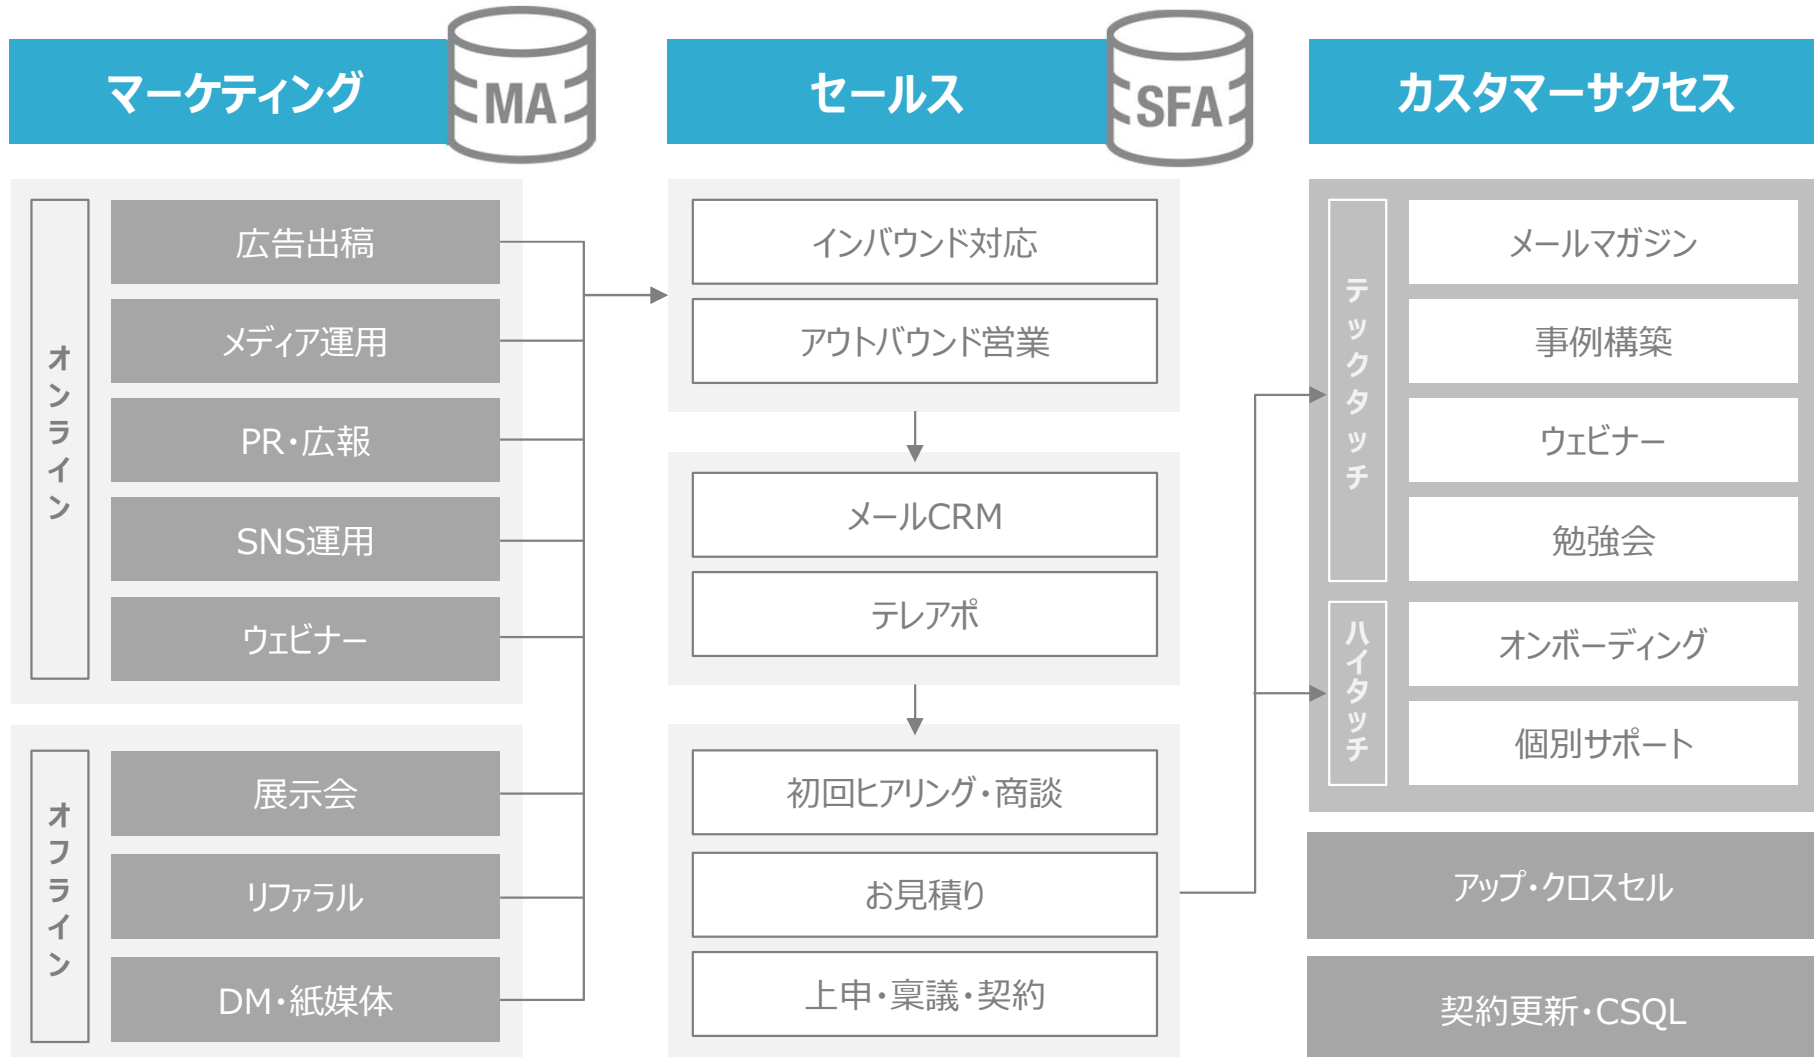 マーケティング
MA
セールス
SFA
カスタマーサクセス
オンライン
広告出稿
メディア運用
PR・広報
SNS運用
ウェビナー
オフライン
展示会
リファラル
DM・紙媒体
インバウンド対応
アウトバウンド営業
メールCRM
テレアポ
初回ヒアリング・商談
お見積り
上申・稟議・契約
テックタッチ
メールマガジン
事例構築
ウェビナー
勉強会
ハイタッチ
オンボーディング
個別サポート
アップ・クロスセル
契約更新・CSQL